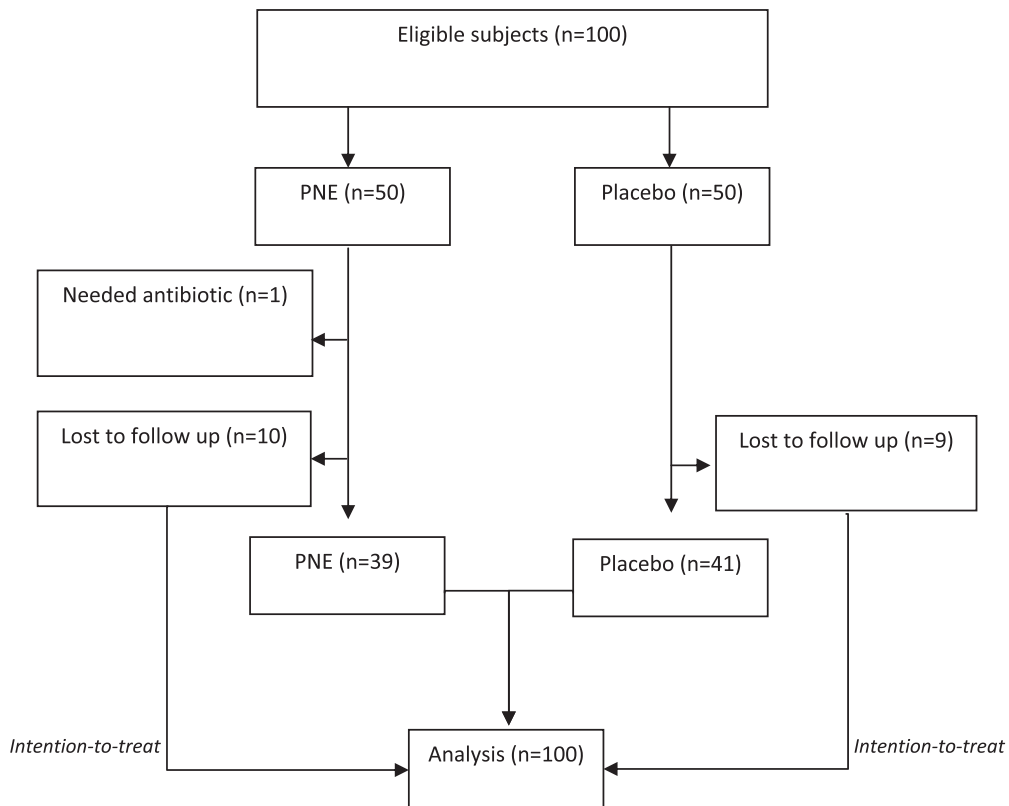 Eligible subjects (n=100)
PNE (n=50)
Placebo (n=50)
Needed antibiotic (n=1)
Lost to follow up (n=10)
Lost to follow up (n=9)
PNE (n=39)
Placebo (n=41)
Intention-to-treat
Analysis (n=100)
Intention-to-treat